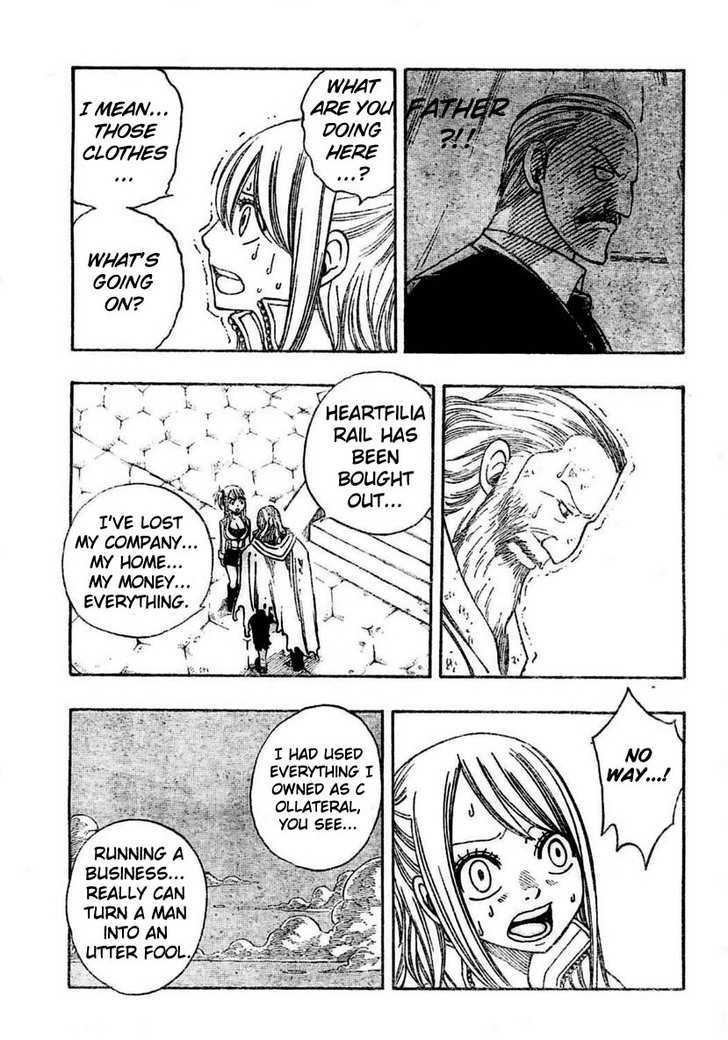 FATHER
?!!
WHAT
ARE YOU
DOING
HERE
...?
I MEAN...
THOSE
CLOTHES
...
WHAT'S
GOING
ON?
HEARTFILIA
RAIL HAS
BEEN
BOUGHT
OUT...
I'VE LOST
MY COMPANY...
MY HOME...
MY MONEY...
EVERYTHING.
NO
WAY...!
I HAD USED
EVERYTHING I
OWNED AS C
OLLATERAL,
YOU SEE...
RUNNING A
BUSINESS...
REALLY CAN
TURN A MAN
INTO AN
UTTER FOOL.